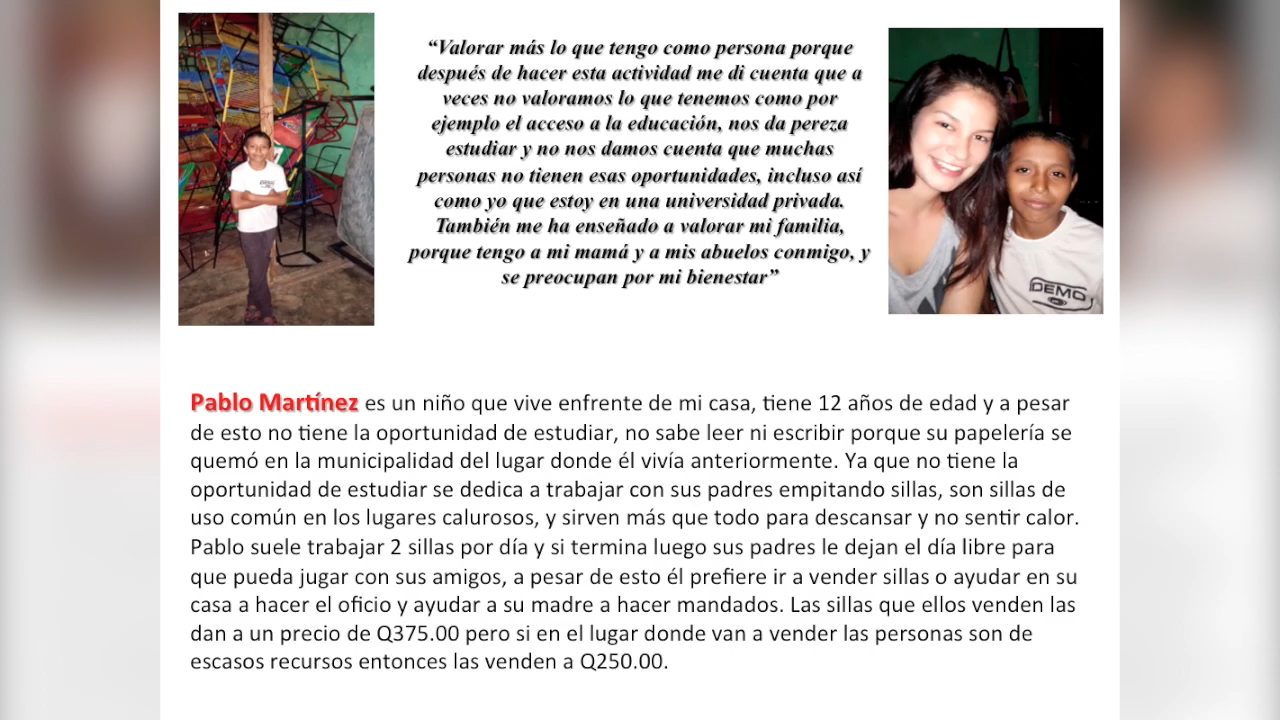 “Valorar más lo que tengo como persona porque
después de hacer esta actividad me di cuenta que a
veces no valoramos lo que tenemos como por
ejemplo el acceso a la educación, nos da pereza
estudiar y no nos damos cuenta que muchas
personas no tienen esas oportunidades, incluso así
como yo que estoy en una universidad privada.
También me ha enseñado a valorar mi familia,
porque tengo a mi mamá y a mis abuelos conmigo, y
se preocupan por mi bienestar”
DEMO
Pablo Martínez es un niño que vive enfrente de mi casa, tiene 12 años de edad y a pesar
de esto no tiene la oportunidad de estudiar, no sabe leer ni escribir porque su papelería se
quemó en la municipalidad del lugar donde él vivía anteriormente. Ya que no tiene la
oportunidad de estudiar se dedica a trabajar con sus padres empitando sillas, son sillas de
uso común en los lugares calurosos, y sirven más que todo para descansar y no sentir calor.
Pablo suele trabajar 2 sillas por día y si termina luego sus padres le dejan el día libre para
que pueda jugar con sus amigos, a pesar de esto él prefiere ir a vender sillas o ayudar en su
casa a hacer el oficio y ayudar a su madre a hacer mandados. Las sillas que ellos venden las
dan a un precio de Q375.00 pero si en el lugar donde van a vender las personas son de
escasos recursos entonces las venden a Q250.00.